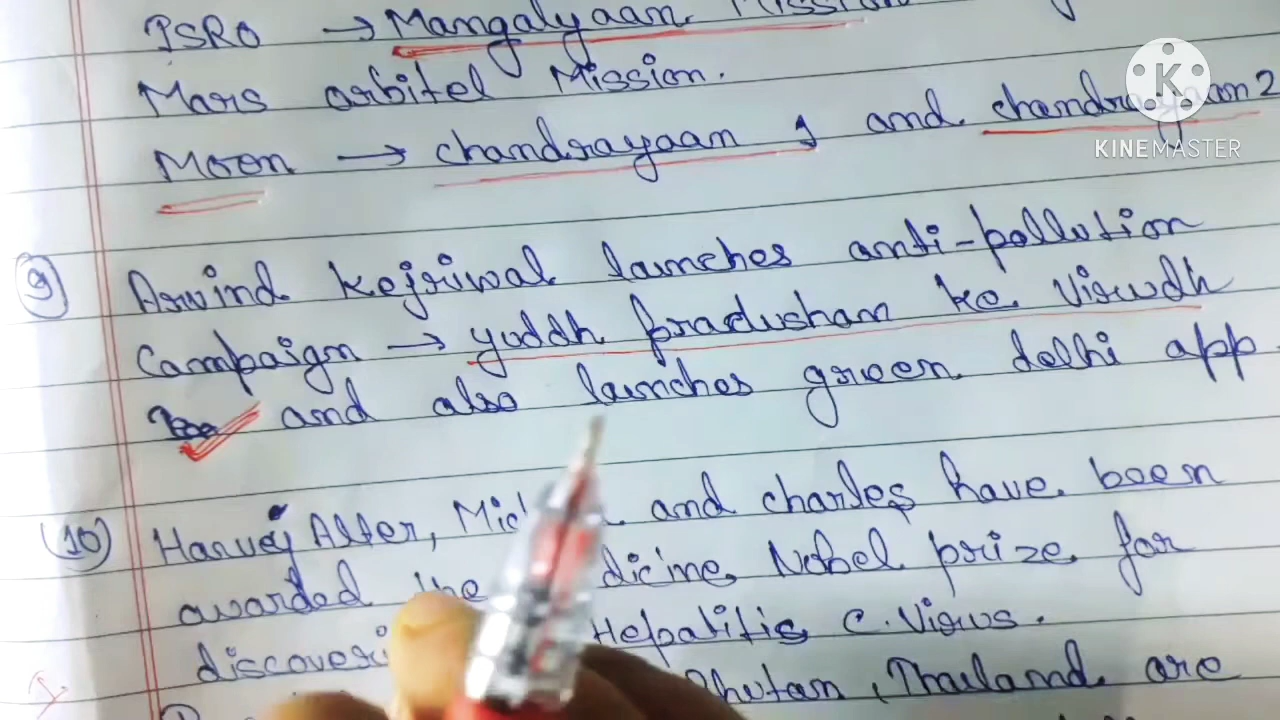 ISRO → Mangalyaan Mission
Mars orbitel Mission.
Moon → chandrayaan 1 and chandrayaan 2
K
KINEMASTER
9 Arvind Kejriwal launches anti-pollution
Campaign → yuddh pradushan ke virudh
and also launches green delhi app.
(10) Harvey Alter, and charles have been
awarded the Nobel prize for
Hepatitis C. Virus.
Bhutan, Thailand are